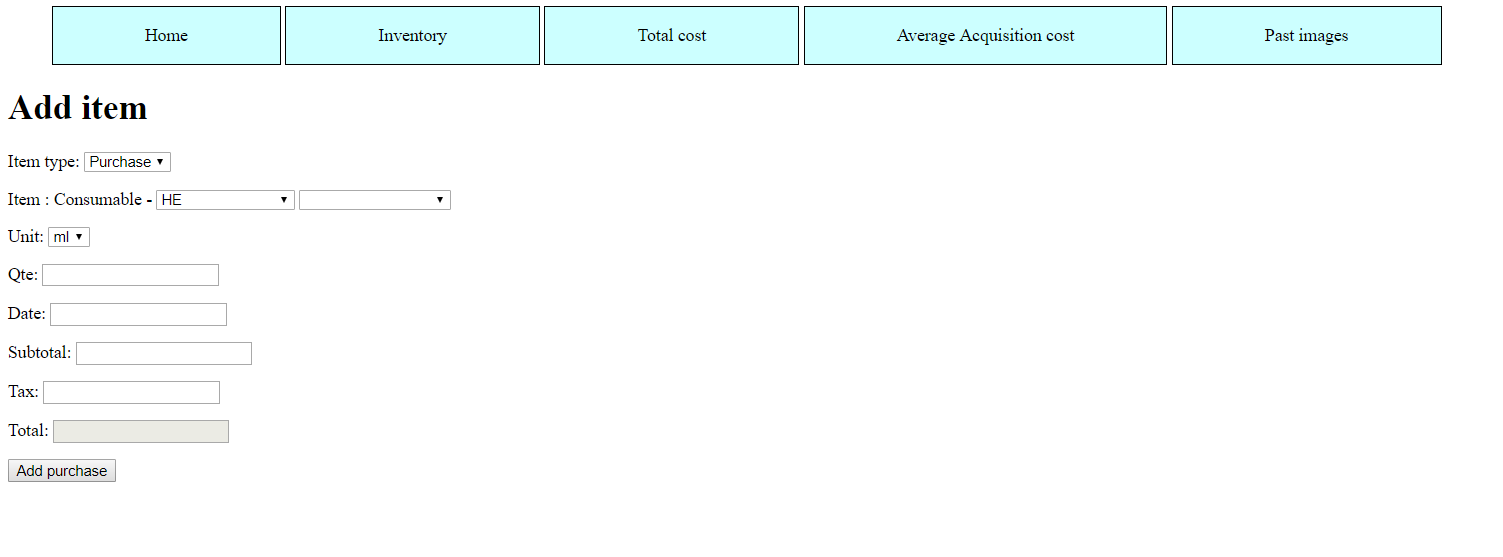 Home Inventory Total cost Average Acquisition cost Past images
Add item
Item type: Purchase
Item : Consumable - HE
Unit: ml
Qte:
Date:
Subtotal:
Tax:
Total:
Add purchase